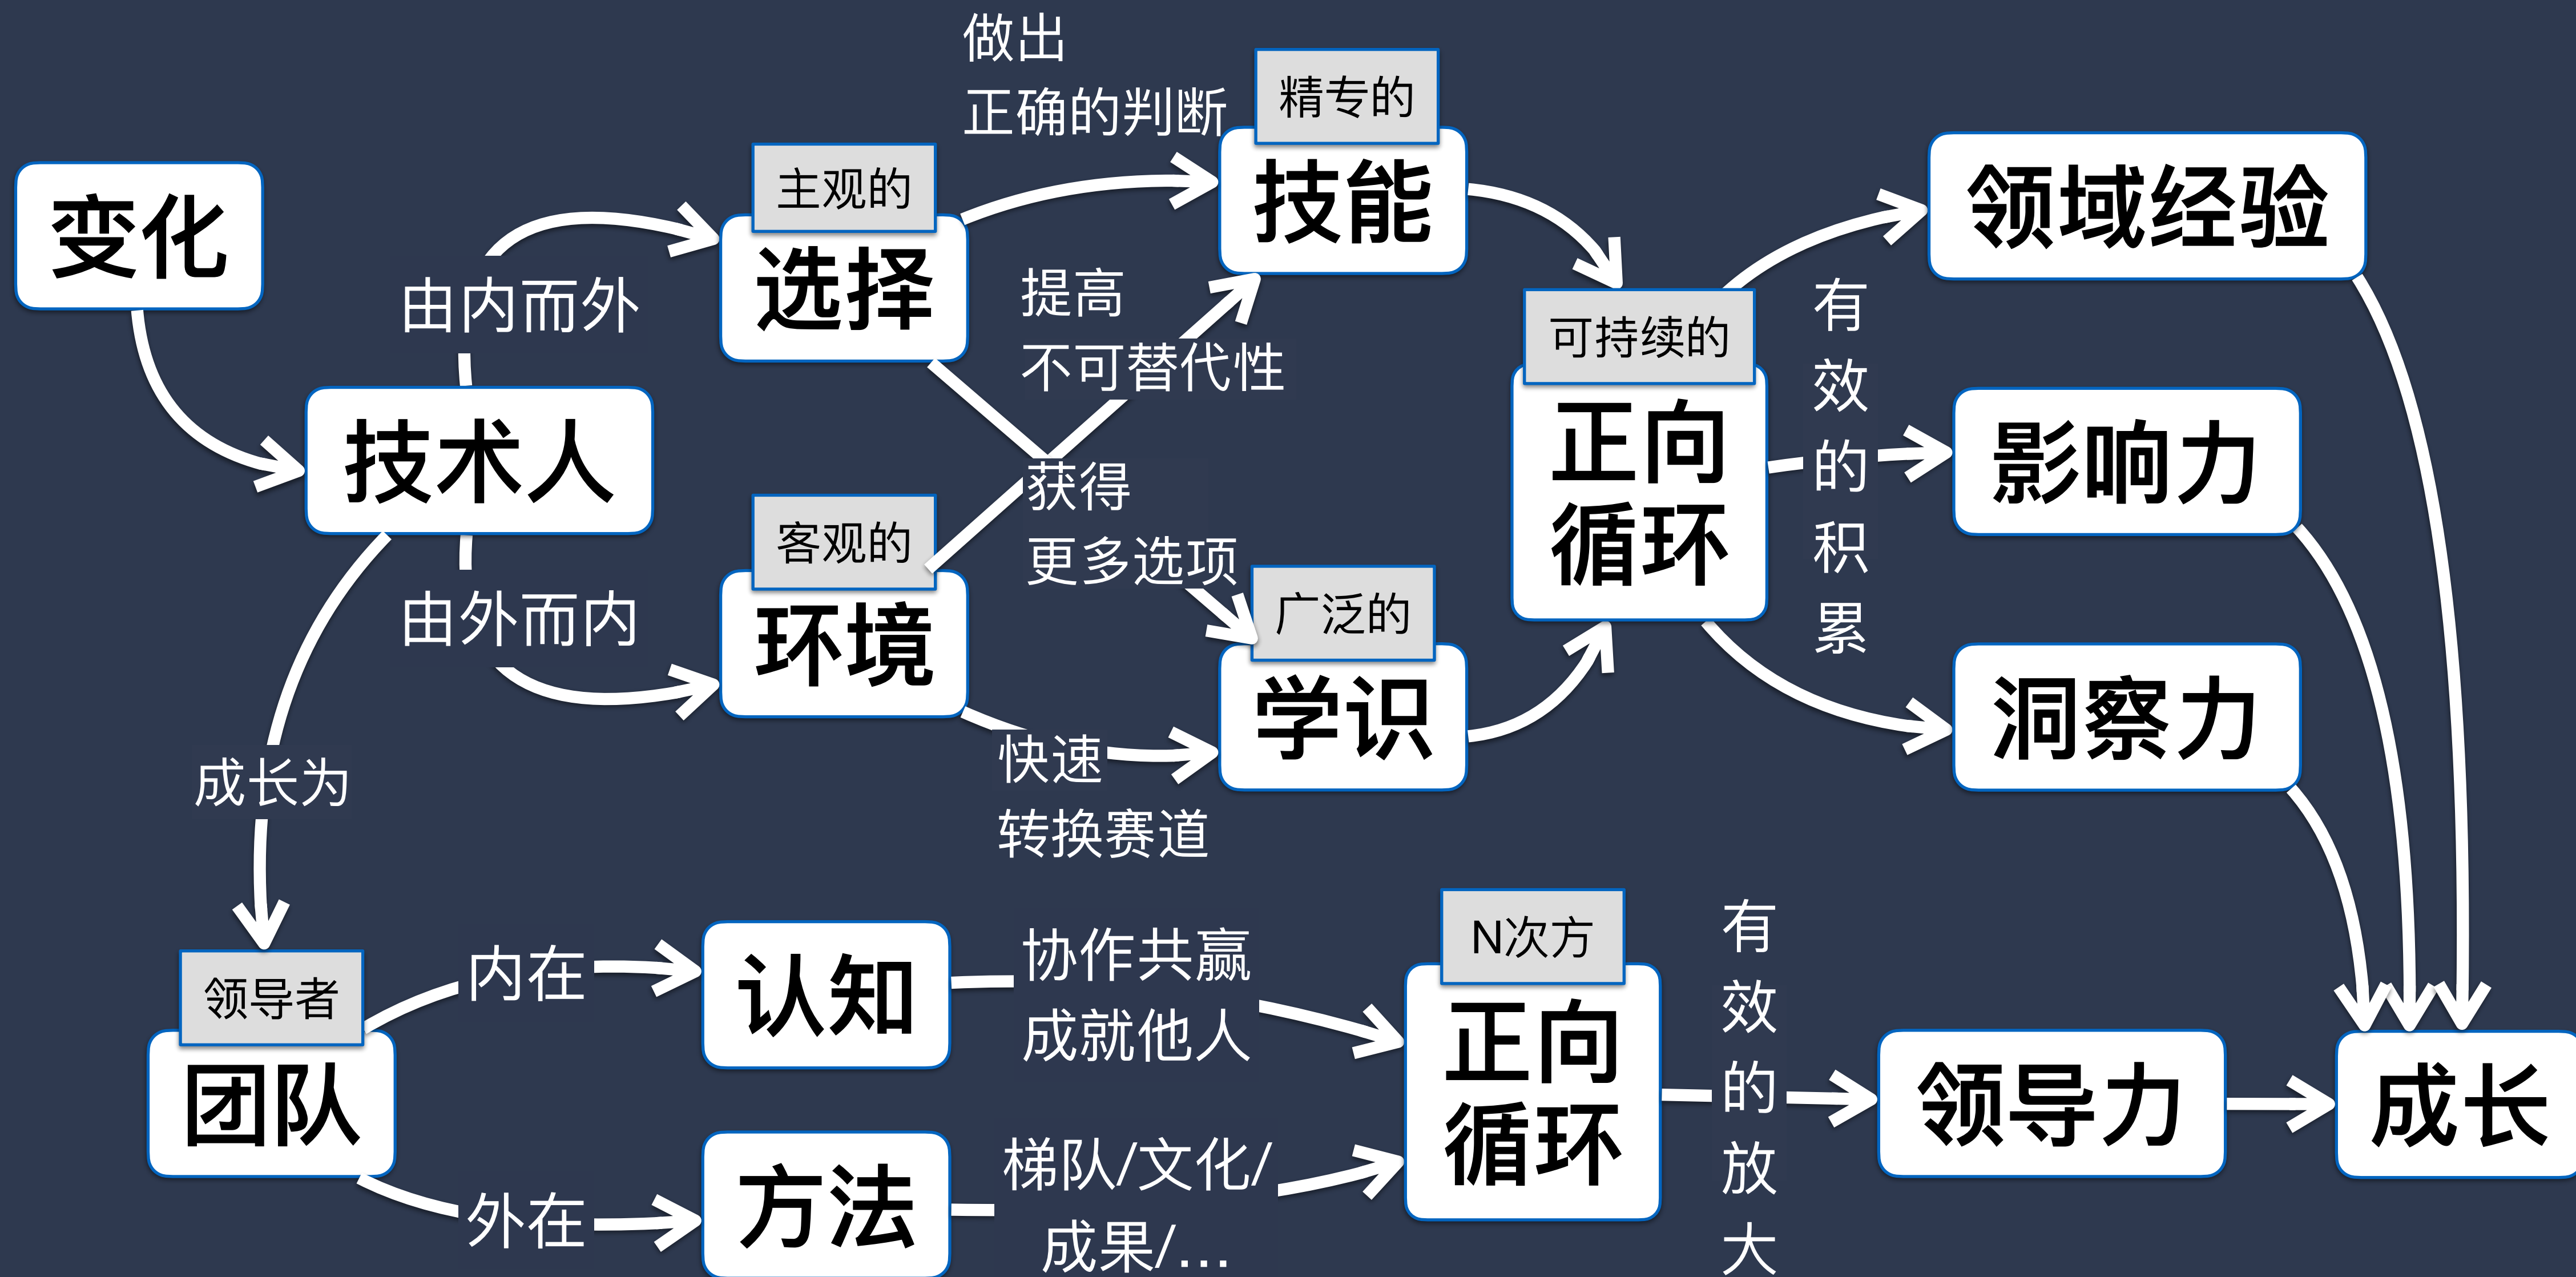 做出
正确的判断
精专的
技能
主观的
选择
变化
领域经验
由内而外
提高
不可替代性
可持续的
正向
循环
有
效
的
积
累
技术人
影响力
获得
更多选项
客观的
环境
由外而内
广泛的
学识
洞察力
快速
转换赛道
成长为
领导者
团队
内在
认知
协作共赢
成就他人
N次方
正向
循环
有
效
的
放
大
领导力
成长
外在
方法
梯队/文化/
成果/...